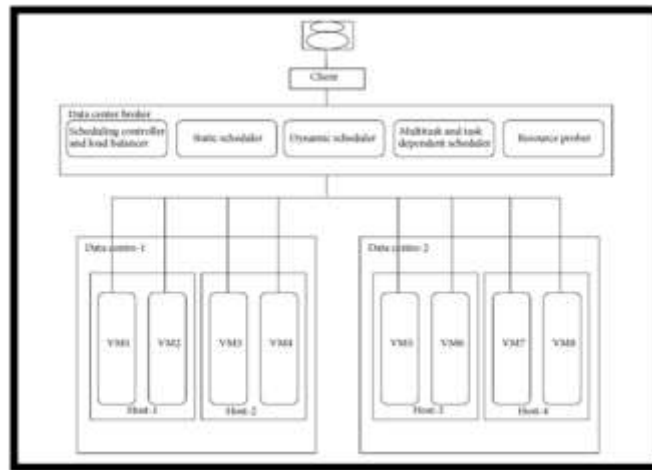 Client
Data center broker
Scheduling controller
and load balancer
Static scheduler
Dynamic scheduler
Multitask and task
dependent scheduler
Resource prober
Data centre-1
Data centre-2
VM1
VM2
VM3
VM4
VM5
VM6
VM7
VM8
Host-1
Host-2
Host-3
Host-4